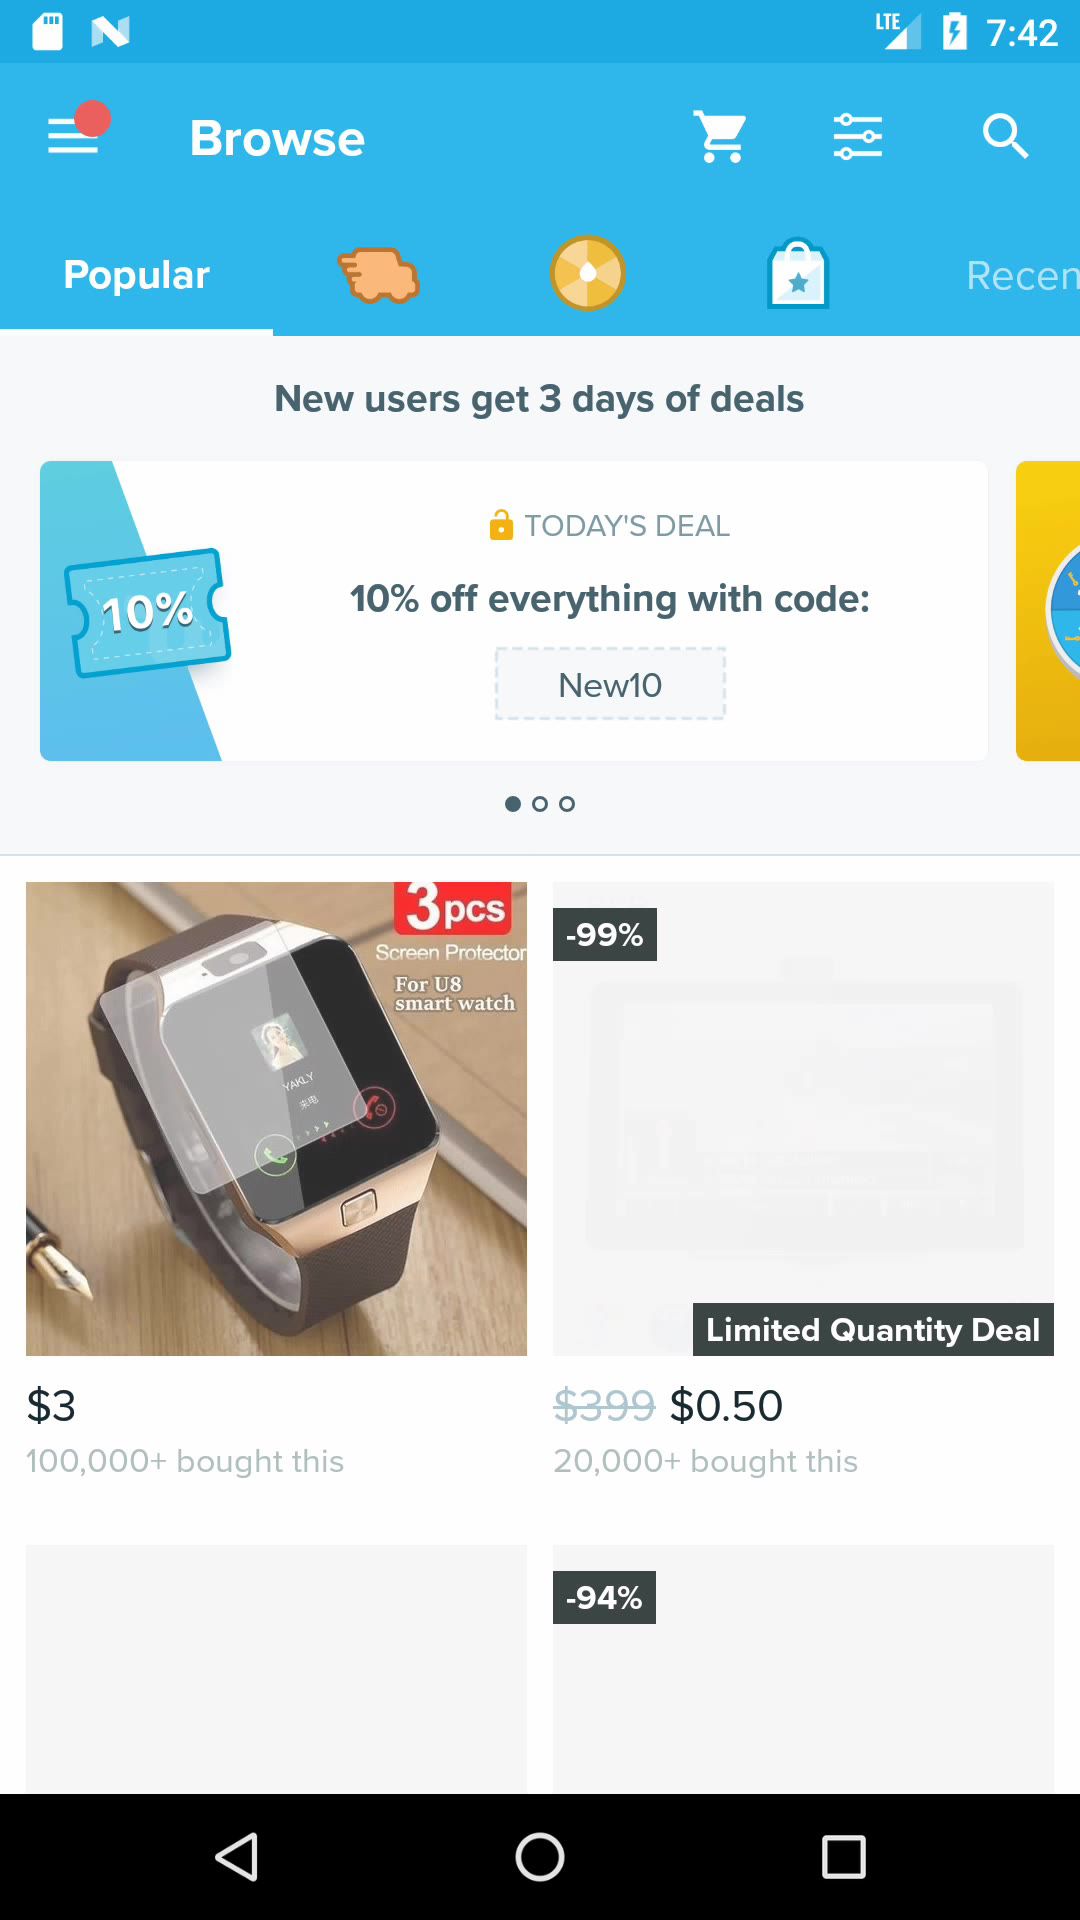 LTE 7:42
Browse
Popular
Recen
New users get 3 days of deals
TODAY'S DEAL
10% off everything with code:
10%
New10
3pcs
Screen Protector
For U8
smart watch
YAKLY
来电
-99%
Limited Quantity Deal
$3
$399 $0.50
100,000+ bought this
20,000+ bought this
-94%